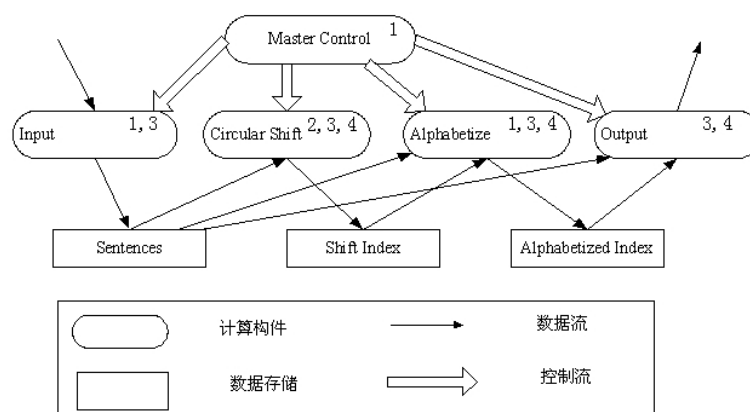 Master Control 1
Input 1, 3
Circular Shift 2, 3, 4
Alphabetize 1, 3, 4
Output 3, 4
Sentences
Shift Index
Alphabetized Index
计算构件
数据流
数据存储
控制流